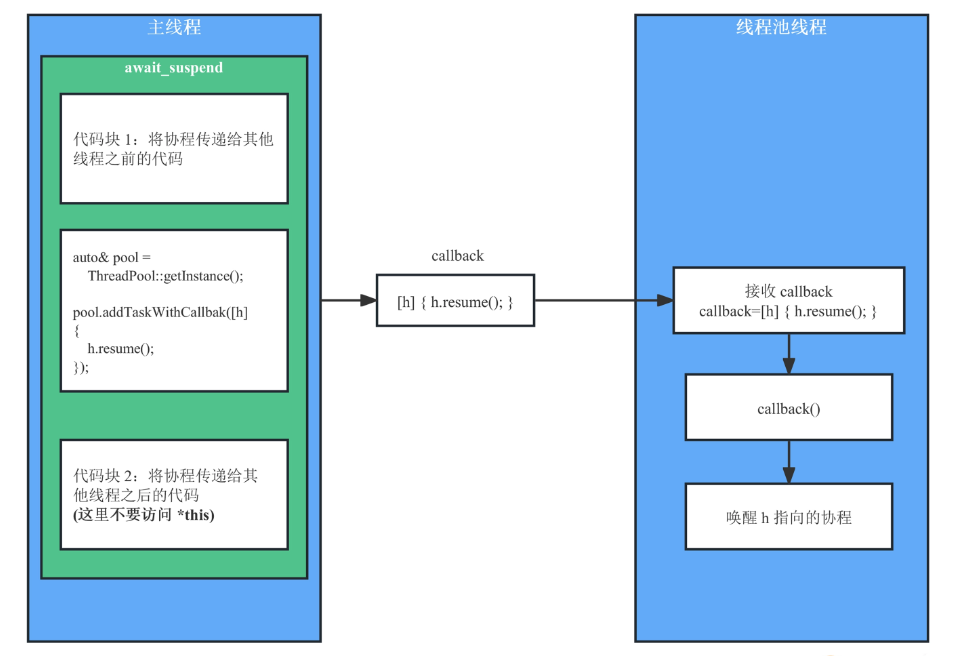 主线程
await_suspend
代码块 1：将协程传递给其他
线程之前的代码
auto& pool =
ThreadPool::getInstance();
pool.addTaskWithCallbak([h]
{
h.resume();
});
代码块 2：将协程传递给其
他线程之后的代码
(这里不要访问 *this)
callback
[h] { h.resume(); }
线程池线程
接收 callback
callback=[h] { h.resume(); }
callback()
唤醒 h 指向的协程